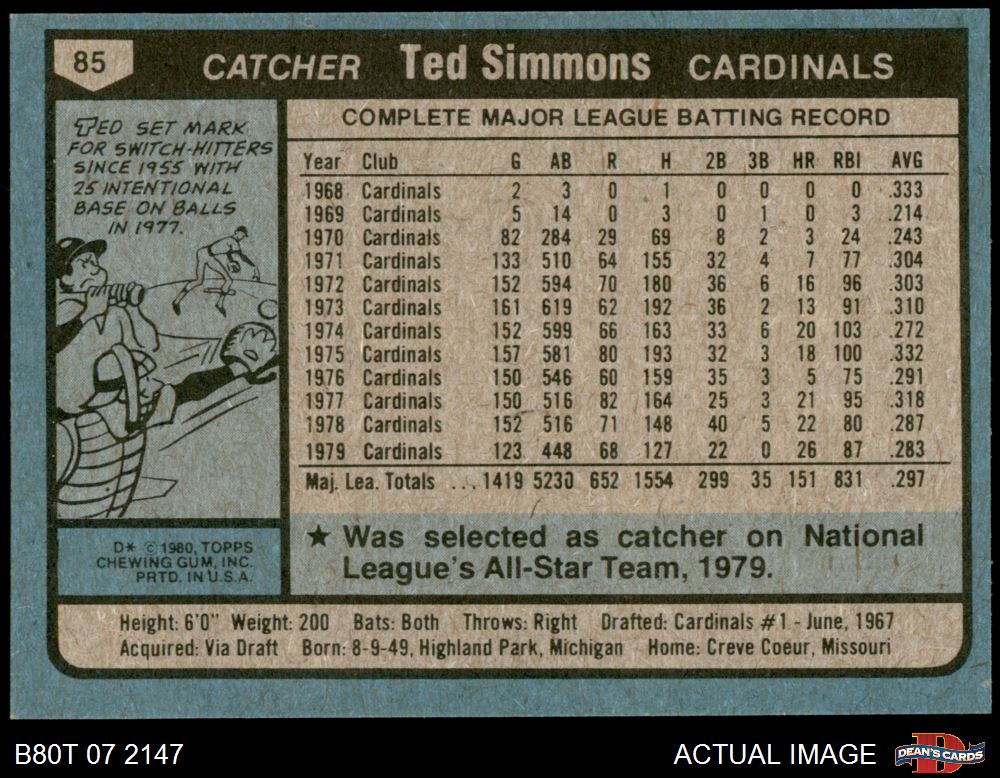 85
CATCHER Ted Simmons CARDINALS
TED SET MARK
FOR SWITCH-HITTERS
SINCE 1955 WITH
25 INTENTIONAL
BASE ON BALLS
IN 1977.
COMPLETE MAJOR LEAGUE BATTING RECORD
Year Club G AB R H 2B 3B HR RBI AVG
1968 Cardinals 2 3 0 1 0 0 0 0 .333
1969 Cardinals 5 14 0 3 0 1 0 3 .214
1970 Cardinals 82 284 29 69 8 2 3 24 .243
1971 Cardinals 133 510 64 155 32 4 7 77 .304
1972 Cardinals 152 594 70 180 36 6 16 96 .303
1973 Cardinals 161 619 62 192 36 2 13 91 .310
1974 Cardinals 152 599 66 163 33 6 20 103 .272
1975 Cardinals 157 581 80 193 32 3 18 100 .332
1976 Cardinals 150 546 60 159 35 3 5 75 .291
1977 Cardinals 150 516 82 164 25 3 21 95 .318
1978 Cardinals 152 516 71 148 40 5 22 80 .287
1979 Cardinals 123 448 68 127 22 0 26 87 .283
Maj. Lea. Totals ... 1419 5230 652 1554 299 35 151 831 .297
★ Was selected as catcher on National
League's All-Star Team, 1979.
D* © 1980, TOPPS
CHEWING GUM, INC.
PRTD. IN U.S.A.
Height: 6'0" Weight: 200 Bats: Both Throws: Right Drafted: Cardinals #1 - June, 1967
Acquired: Via Draft Born: 8-9-49, Highland Park, Michigan Home: Creve Coeur, Missouri
B80T 07 2147 ACTUAL IMAGE DEAN'S CARDS